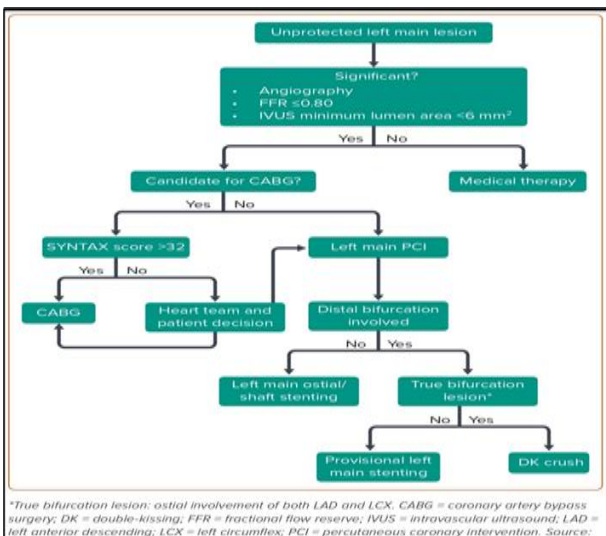 Unprotected left main lesion
Significant?
• Angiography
• FFR ≤0.80
• IVUS minimum lumen area <6 mm²
Yes No
Candidate for CABG?
Medical therapy
Yes No
SYNTAX score >32
Left main PCI
Yes No
CABG
Heart team and
patient decision
Distal bifurcation
involved
No Yes
Left main ostial/
shaft stenting
True bifurcation
lesion*
No Yes
Provisional left
main stenting
DK crush
*True bifurcation lesion: ostial involvement of both LAD and LCX. CABG = coronary artery bypass
surgery; DK = double-kissing; FFR = fractional flow reserve; IVUS = intravascular ultrasound; LAD =
left anterior descending; LCX = left circumflex; PCI = percutaneous coronary intervention. Source: